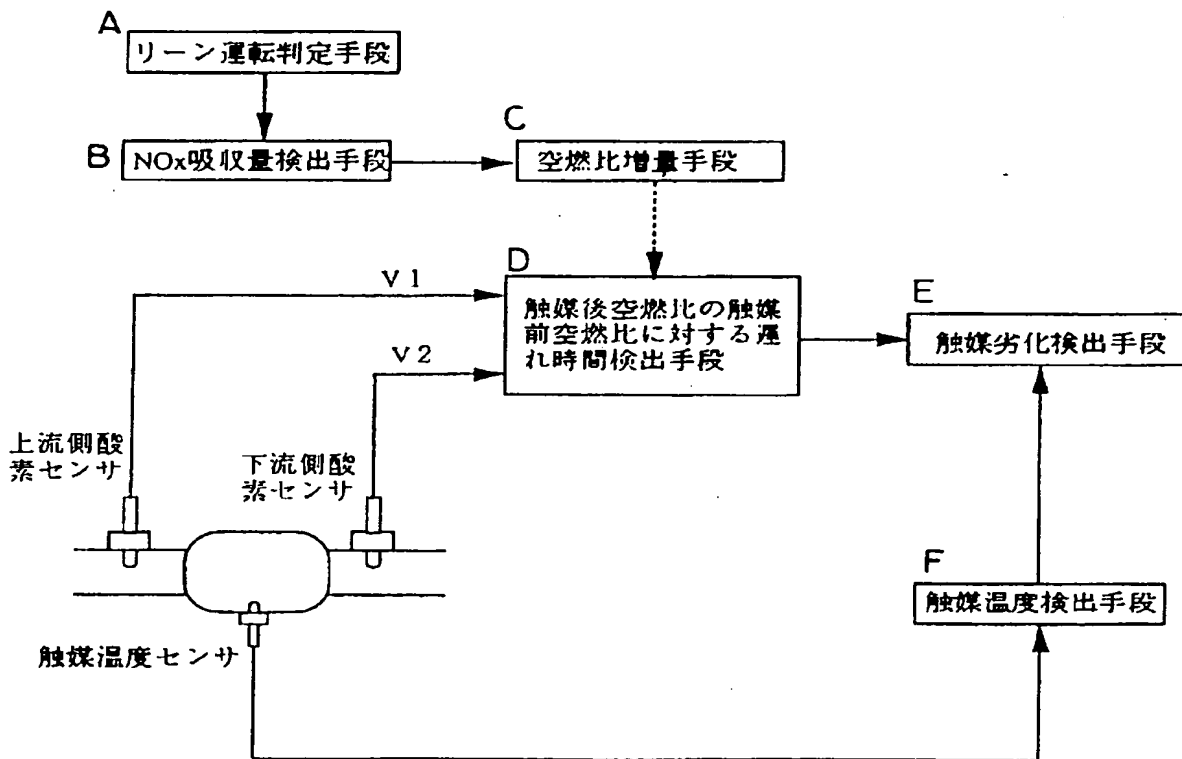 A
リーン運転判定手段
B
NOx吸収量検出手段
C
空燃比増量手段
D
触媒後空燃比の触媒
前空燃比に対する遅
れ時間検出手段
V1
V2
E
触媒劣化検出手段
上流側酸
素センサ
下流側酸
素センサ
F
触媒温度検出手段
触媒温度センサ